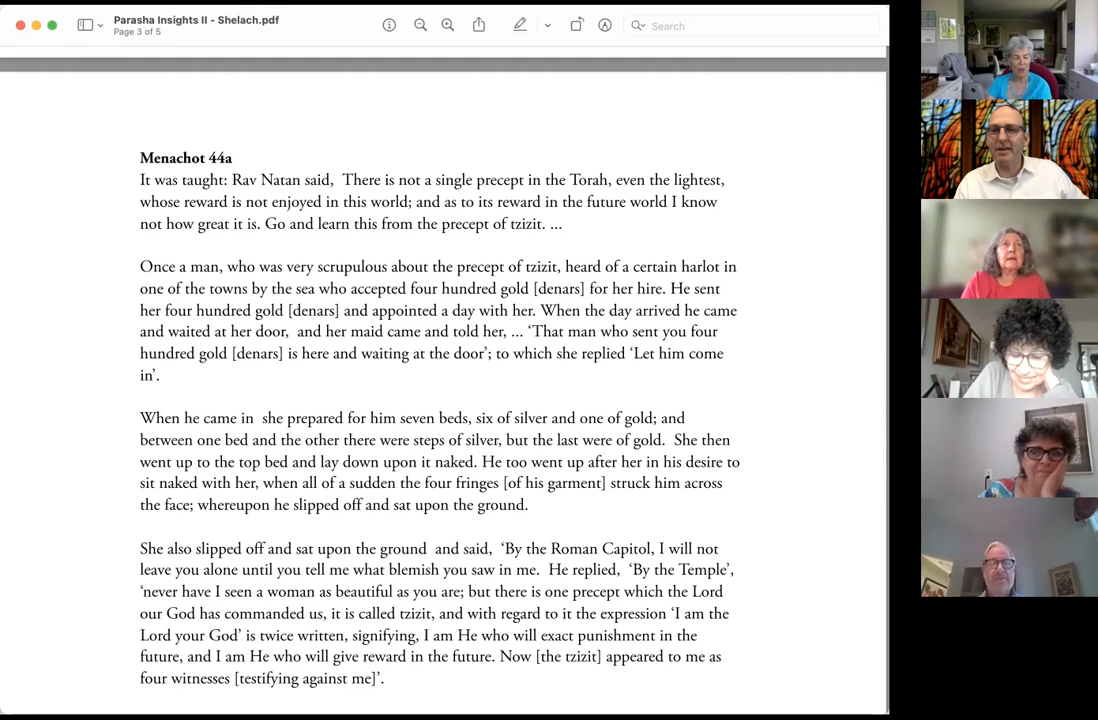 Parasha Insights II - Shelach.pdf
Page 3 of 5
Search
Menachot 44a
It was taught: Rav Natan said,  There is not a single precept in the Torah, even the lightest,
whose reward is not enjoyed in this world; and as to its reward in the future world I know
not how great it is. Go and learn this from the precept of tzizit. ...
Once a man, who was very scrupulous about the precept of tzizit, heard of a certain harlot in
one of the towns by the sea who accepted four hundred gold [denars] for her hire. He sent
her four hundred gold [denars] and appointed a day with her. When the day arrived he came
and waited at her door,  and her maid came and told her, ... ‘That man who sent you four
hundred gold [denars] is here and waiting at the door’; to which she replied ‘Let him come
in’.
When he came in  she prepared for him seven beds, six of silver and one of gold; and
between one bed and the other there were steps of silver, but the last were of gold.  She then
went up to the top bed and lay down upon it naked. He too went up after her in his desire to
sit naked with her, when all of a sudden the four fringes [of his garment] struck him across
the face; whereupon he slipped off and sat upon the ground.
She also slipped off and sat upon the ground  and said,  ‘By the Roman Capitol, I will not
leave you alone until you tell me what blemish you saw in me.  He replied,  ‘By the Temple’,
‘never have I seen a woman as beautiful as you are; but there is one precept which the Lord
our God has commanded us, it is called tzizit, and with regard to it the expression ‘I am the
Lord your God’ is twice written, signifying, I am He who will exact punishment in the
future, and I am He who will give reward in the future. Now [the tzizit] appeared to me as
four witnesses [testifying against me]’.